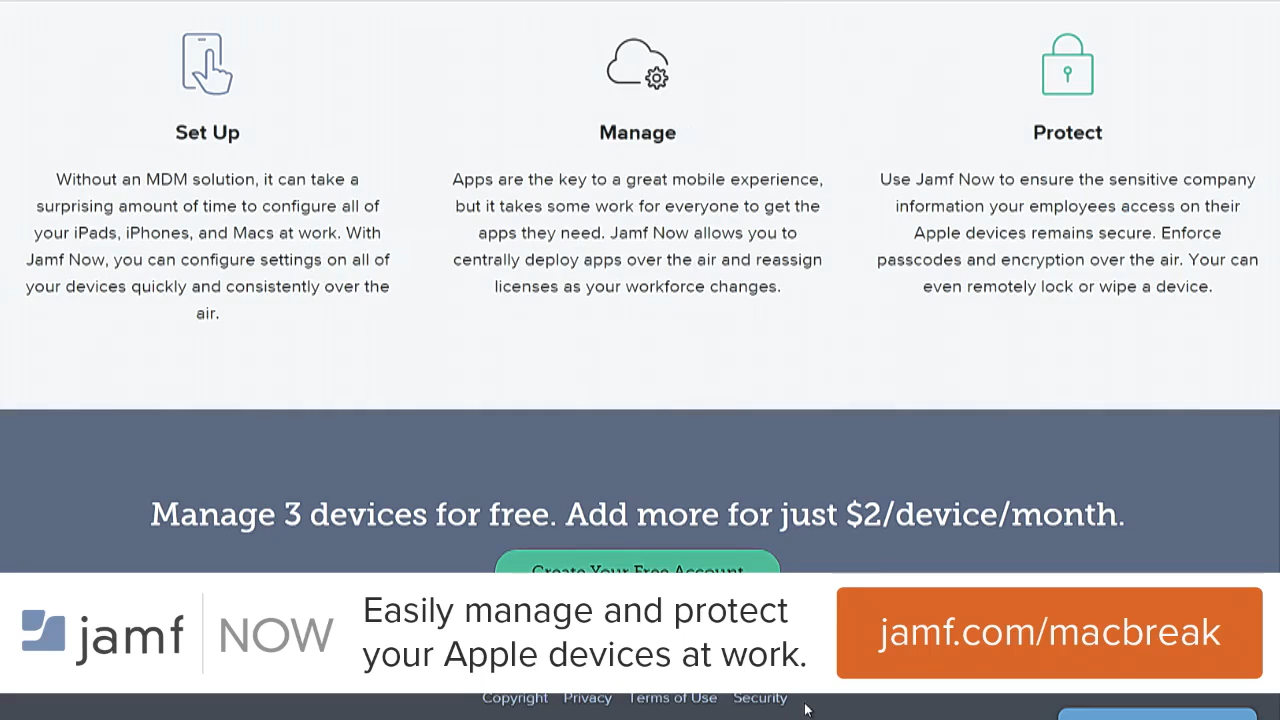 Set Up
Without an MDM solution, it can take a
surprising amount of time to configure all of
your iPads, iPhones, and Macs at work. With
Jamf Now, you can configure settings on all of
your devices quickly and consistently over the
air.
Manage
Apps are the key to a great mobile experience,
but it takes some work for everyone to get the
apps they need. Jamf Now allows you to
centrally deploy apps over the air and reassign
licenses as your workforce changes.
Protect
Use Jamf Now to ensure the sensitive company
information your employees access on their
Apple devices remains secure. Enforce
passcodes and encryption over the air. Your can
even remotely lock or wipe a device.
Manage 3 devices for free. Add more for just $2/device/month.
Create Your Free Account
jamf NOW
Easily manage and protect
your Apple devices at work.
jamf.com/macbreak
Copyright Privacy Terms of Use Security